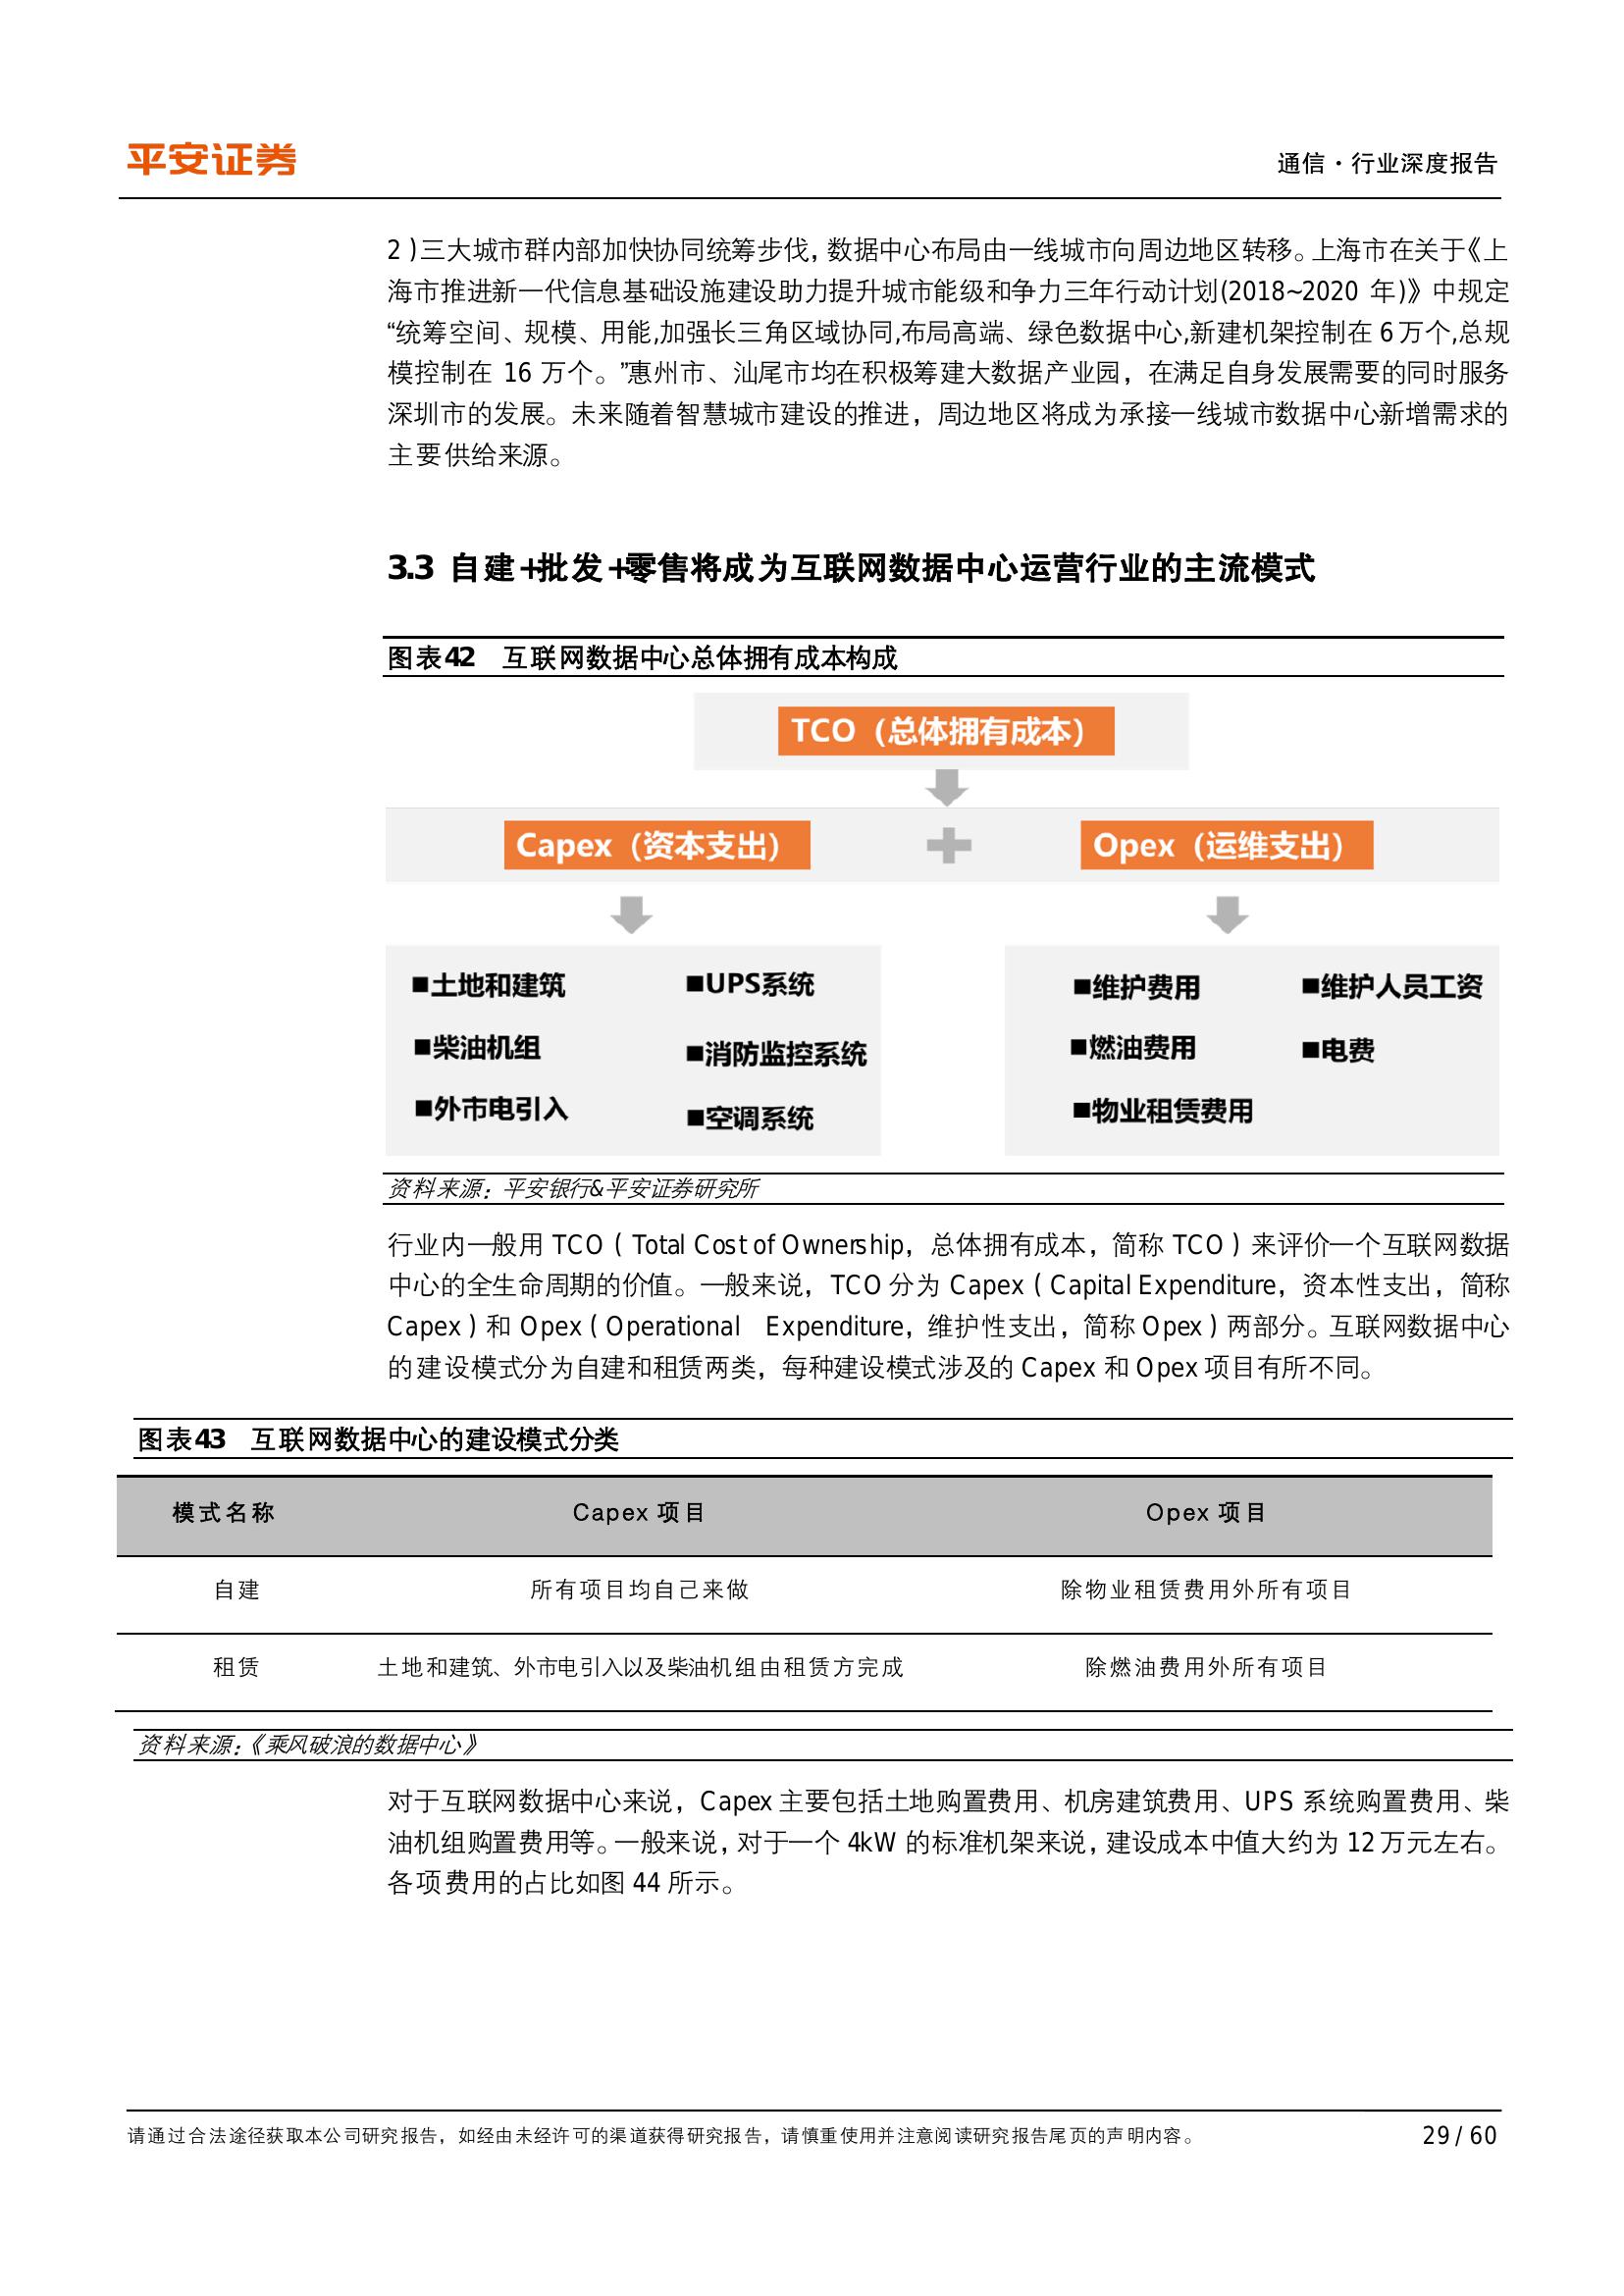 平安证券
通信·行业深度报告
2)三大城市群内部加快协同统筹步伐，数据中心布局由一线城市向周边地区转移。上海市在关于《上
海市推进新一代信息基础设施建设助力提升城市能级和争力三年行动计划(2018~2020 年)》中规定
“统筹空间、规模、用能,加强长三角区域协同,布局高端、绿色数据中心,新建机架控制在 6 万个,总规
模控制在 16 万个。”惠州市、汕尾市均在积极筹建大数据产业园，在满足自身发展需要的同时服务
深圳市的发展。未来随着智慧城市建设的推进，周边地区将成为承接一线城市数据中心新增需求的
主要供给来源。
3.3 自建+批发+零售将成为互联网数据中心运营行业的主流模式
图表42 互联网数据中心总体拥有成本构成
TCO（总体拥有成本）
Capex（资本支出） + Opex（运维支出）
■土地和建筑 ■UPS系统 ■维护费用 ■维护人员工资
■柴油机组 ■消防监控系统 ■燃油费用 ■电费
■外市电引入 ■空调系统 ■物业租赁费用
资料来源：平安银行&平安证券研究所
行业内一般用 TCO（Total Cost of Ownership，总体拥有成本，简称 TCO）来评价一个互联网数据
中心的全生命周期的价值。一般来说，TCO 分为 Capex（Capital Expenditure，资本性支出，简称
Capex）和 Opex（Operational Expenditure，维护性支出，简称 Opex）两部分。互联网数据中心
的建设模式分为自建和租赁两类，每种建设模式涉及的 Capex 和 Opex 项目有所不同。
图表43 互联网数据中心的建设模式分类
模式名称 Capex 项目 Opex 项目
自建 所有项目均自己来做 除物业租赁费用外所有项目
租赁 土地和建筑、外市电引入以及柴油机组由租赁方完成 除燃油费用外所有项目
资料来源：《乘风破浪的数据中心》
对于互联网数据中心来说，Capex 主要包括土地购置费用、机房建筑费用、UPS 系统购置费用、柴
油机组购置费用等。一般来说，对于一个 4kW 的标准机架来说，建设成本中值大约为 12 万元左右。
各项费用的占比如图 44 所示。
请通过合法途径获取本公司研究报告，如经由未经许可的渠道获得研究报告，请慎重使用并注意阅读研究报告尾页的声明内容。
29 / 60